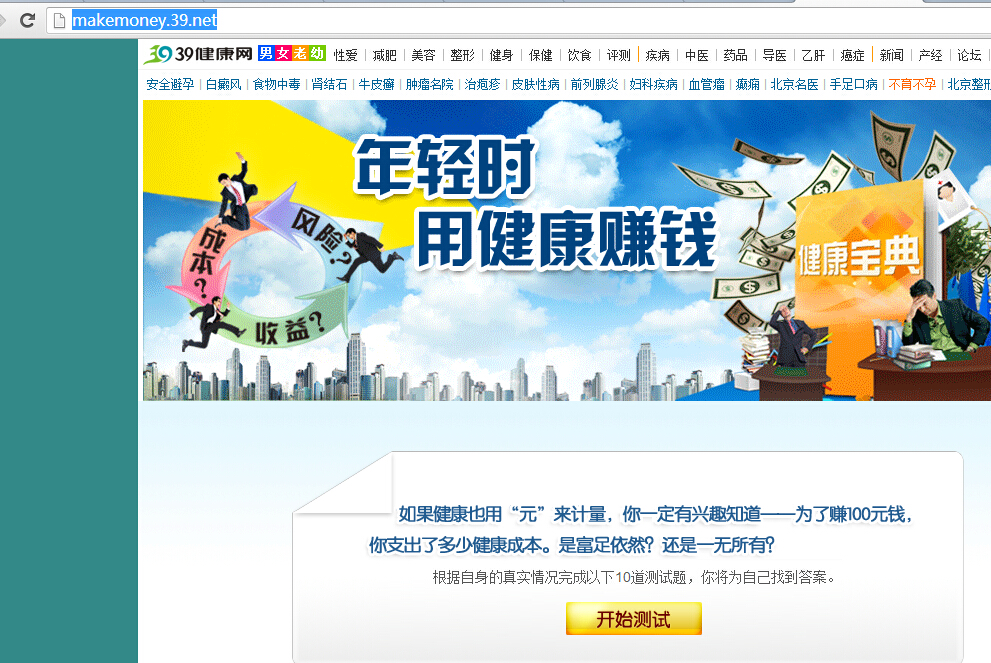 makemoney.39.net
39健康网 男 女 老 幼 性爱 | 减肥 | 美容 | 整形 | 健身 | 保健 | 饮食 | 评测 | 疾病 | 中医 | 药品 | 导医 | 乙肝 | 癌症 | 新闻 | 产经 | 论坛
安全避孕 | 白癜风 | 食物中毒 | 肾结石 | 牛皮癣 | 肿瘤名院 | 治疱疹 | 皮肤性病 | 前列腺炎 | 妇科疾病 | 血管瘤 | 癫痫 | 北京名医 | 手足口病 | 不育不孕 | 北京整形
年轻时
用健康赚钱
风险?
成本?
收益?
健康宝典
如果健康也用“元”来计量，你一定有兴趣知道——为了赚100元钱，
你支出了多少健康成本。是富足依然？还是一无所有？
根据自身的真实情况完成以下10道测试题，你将为自己找到答案。
开始测试